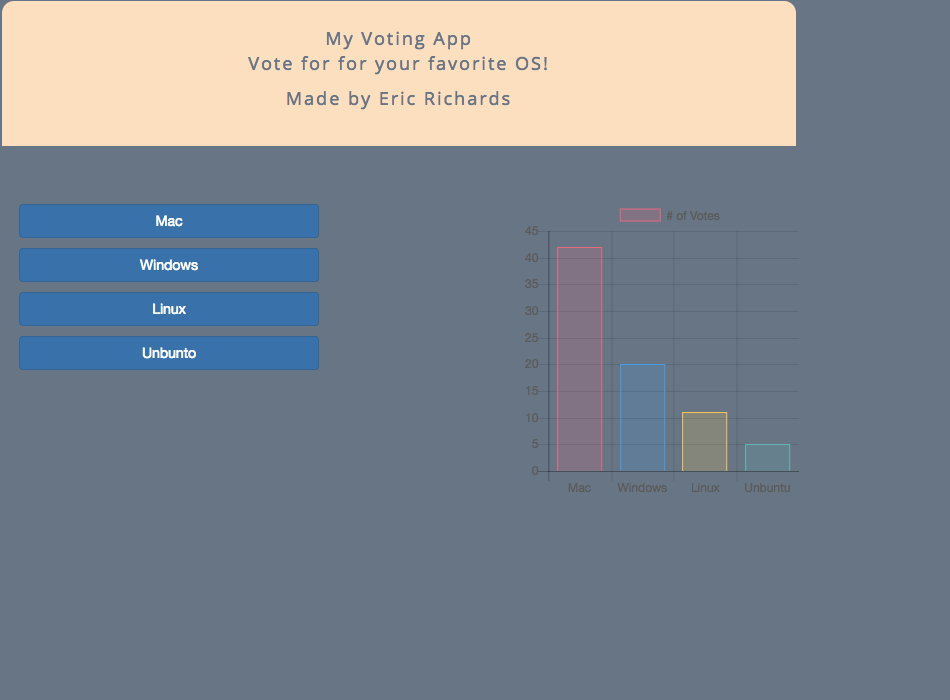 My Voting App
Vote for for your favorite OS!
Made by Eric Richards
Mac
Windows
Linux
Unbunto
# of Votes
45
40
35
30
25
20
15
10
5
0
Mac Windows Linux Unbuntu